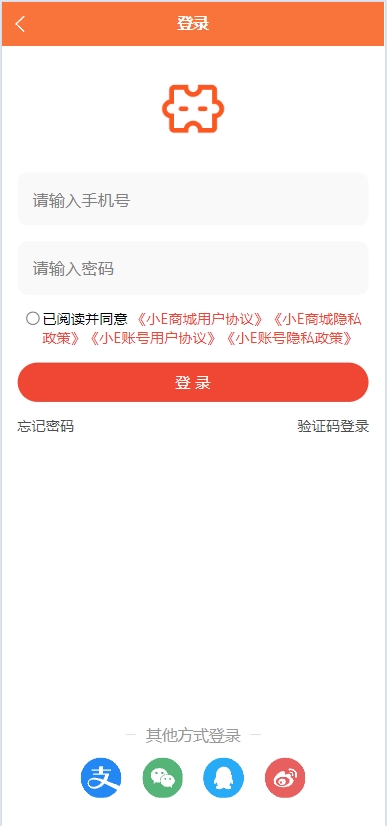 登录
请输入手机号
请输入密码
已阅读并同意 《小E商城用户协议》《小E商城隐私
政策》《小E账号用户协议》《小E账号隐私政策》
登 录
忘记密码 验证码登录
其他方式登录
支